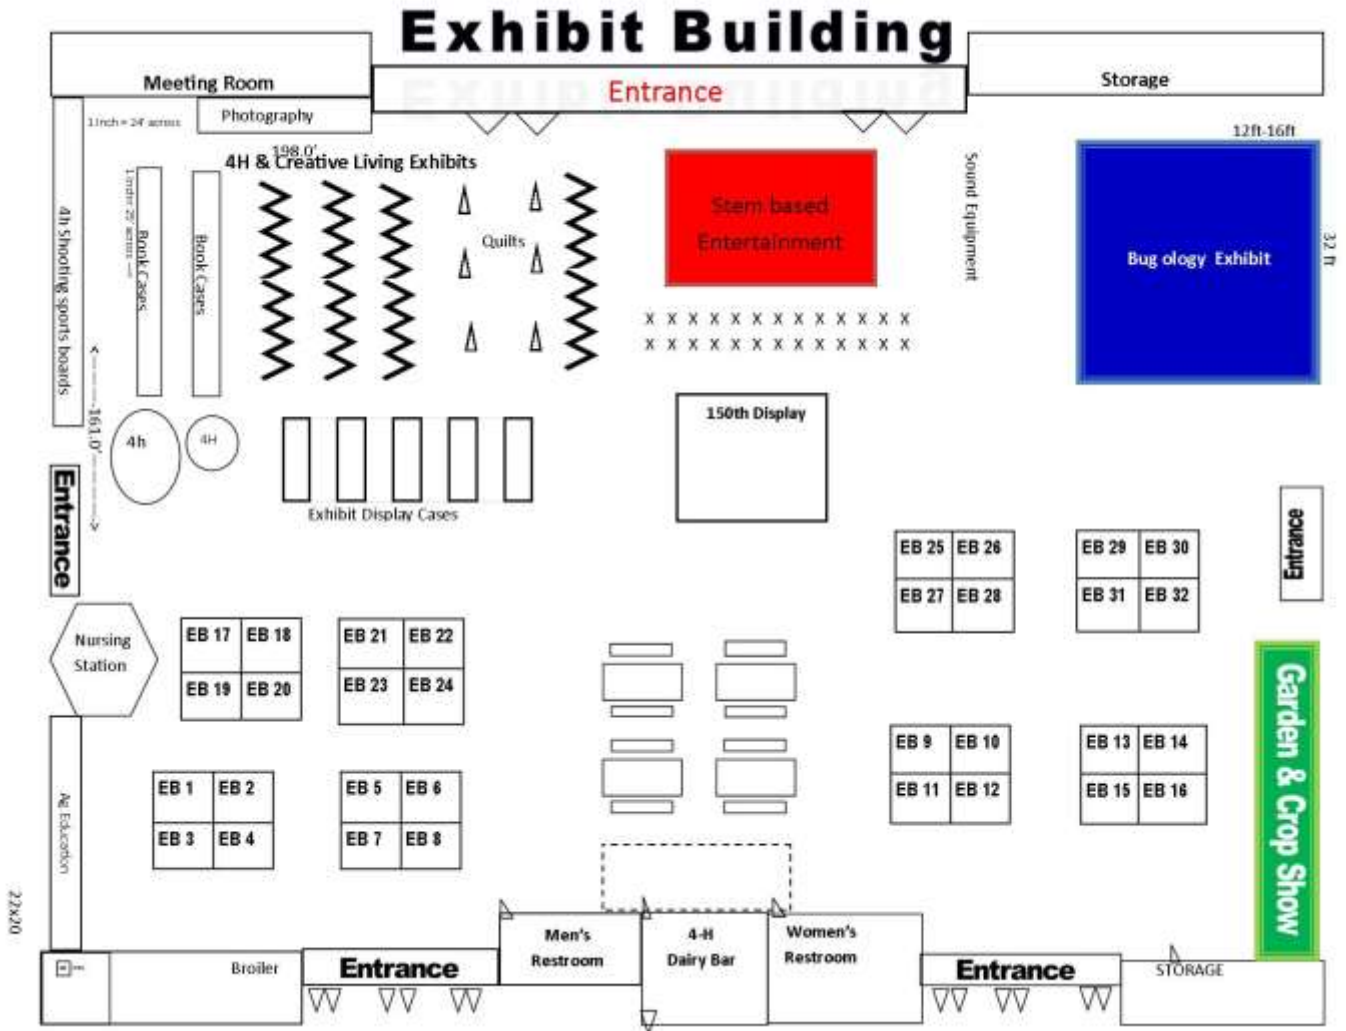 Exhibit Building
Meeting Room
Entrance
Storage
Photography
1 Inch = 24' across
12ft-16ft
198.0'
4H & Creative Living Exhibits
4h Shooting sports boards
Book Cases
Book Cases
Quilts
Stem based
Entertainment
Sound Equipment
Bug ology Exhibit
32 ft
X X X X X X X X X X X X X X
X X X X X X X X X X X X X X
<-------161.0'------->
4h
4H
150th Display
Exhibit Display Cases
Entrance
Entrance
EB 25 EB 26
EB 27 EB 28
EB 29 EB 30
EB 31 EB 32
Nursing
Station
EB 17 EB 18
EB 19 EB 20
EB 21 EB 22
EB 23 EB 24
Garden & Crop Show
EB 9 EB 10
EB 11 EB 12
EB 13 EB 14
EB 15 EB 16
Ag Education
EB 1 EB 2
EB 3 EB 4
EB 5 EB 6
EB 7 EB 8
22x20
Broiler
Entrance
Men's
Restroom
4-H
Dairy Bar
Women's
Restroom
Entrance
STORAGE